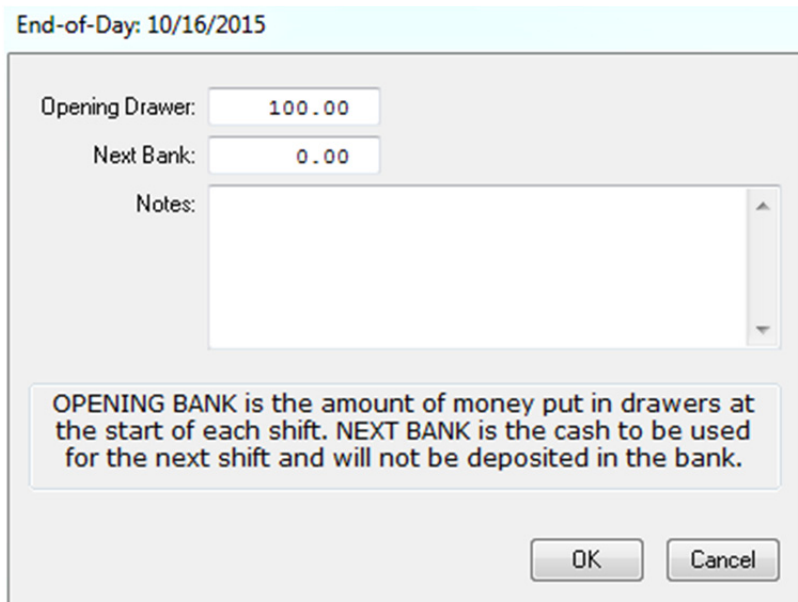 End-of-Day: 10/16/2015
Opening Drawer: 100.00
Next Bank: 0.00
Notes:
OPENING BANK is the amount of money put in drawers at
the start of each shift. NEXT BANK is the cash to be used
for the next shift and will not be deposited in the bank.
OK Cancel